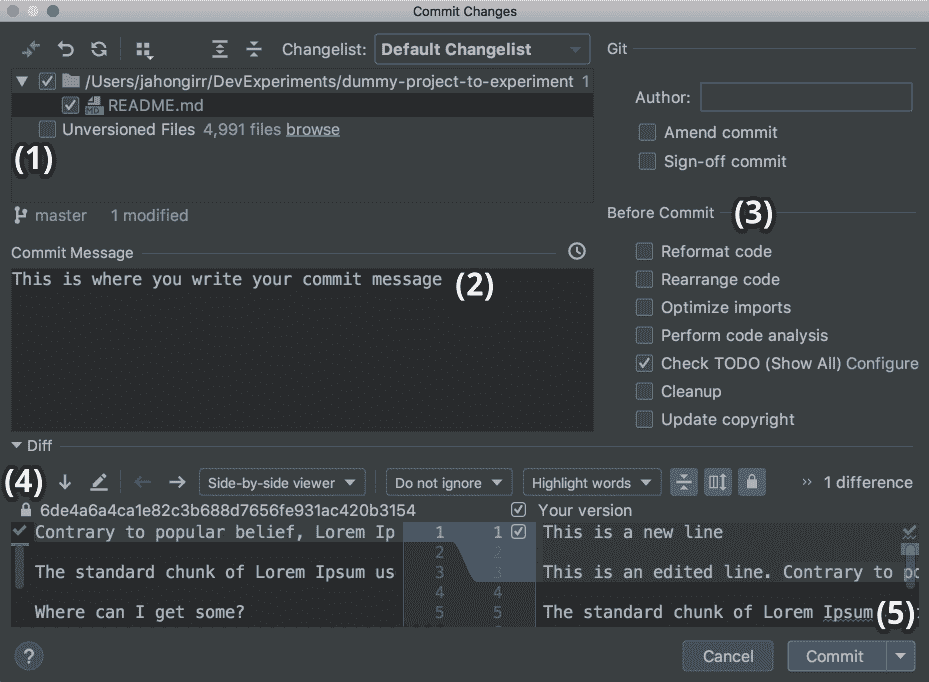 Commit Changes
Changelist: Default Changelist
/Users/jahongirr/DevExperiments/dummy-project-to-experiment 1
MD README.md
Unversioned Files 4,991 files browse
(1)
master 1 modified
Git
Author:
Amend commit
Sign-off commit
Before Commit (3)
Reformat code
Rearrange code
Optimize imports
Perform code analysis
Check TODO (Show All) Configure
Cleanup
Update copyright
Commit Message
This is where you write your commit message (2)
Diff
(4) Side-by-side viewer Do not ignore Highlight words » 1 difference
6de4a6a4ca1e82c3b688d7656fe931ac420b3154 Your version
Contrary to popular belief, Lorem Ip 1 1 This is a new line
2 2
The standard chunk of Lorem Ipsum us 3 3 This is an edited line. Contrary to po
4 4
Where can I get some? 5 5 The standard chunk of Lorem Ipsum (5)
? Cancel Commit